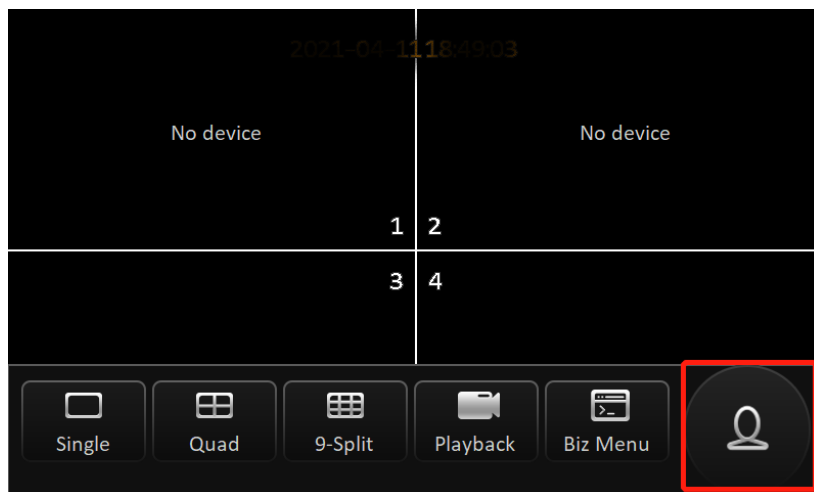 2021-04-11 18:49:03
No device
No device
1 2
3 4
Single Quad 9-Split Playback Biz Menu